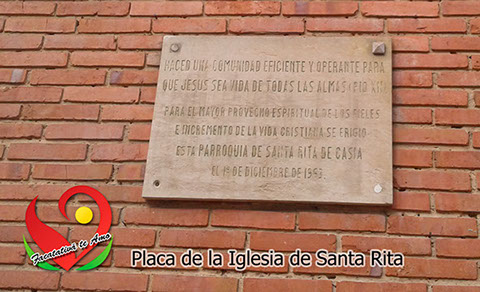 HACED UNA COMUNIDAD EFICIENTE Y OPERANTE PARA
QUE JESUS SEA VIDA DE TODAS LAS ALMAS (PIO XII)
PARA EL MAYOR PROVECHO ESPIRITUAL DE LOS FIELES
E INCREMENTO DE LA VIDA CRISTIANA SE ERIGIO
ESTA PARROQUIA DE SANTA RITA DE CASIA
EL 19 DE DICIEMBRE DE 1953.
Facatativá te Amo
Placa de la Iglesia de Santa Rita